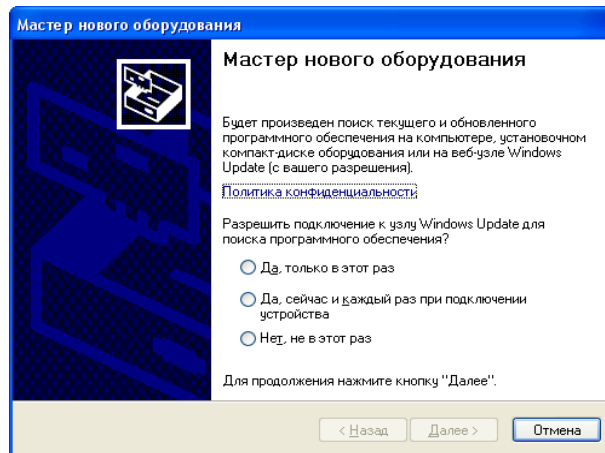 Мастер нового оборудования
Мастер нового оборудования
Будет произведен поиск текущего и обновленного
программного обеспечения на компьютере, установочном
компакт-диске оборудования или на веб-узле Windows
Update (с вашего разрешения).
Политика конфиденциальности
Разрешить подключение к узлу Windows Update для
поиска программного обеспечения?
Да, только в этот раз
Да, сейчас и каждый раз при подключении
устройства
Нет, не в этот раз
Для продолжения нажмите кнопку "Далее".
< Назад Далее > Отмена